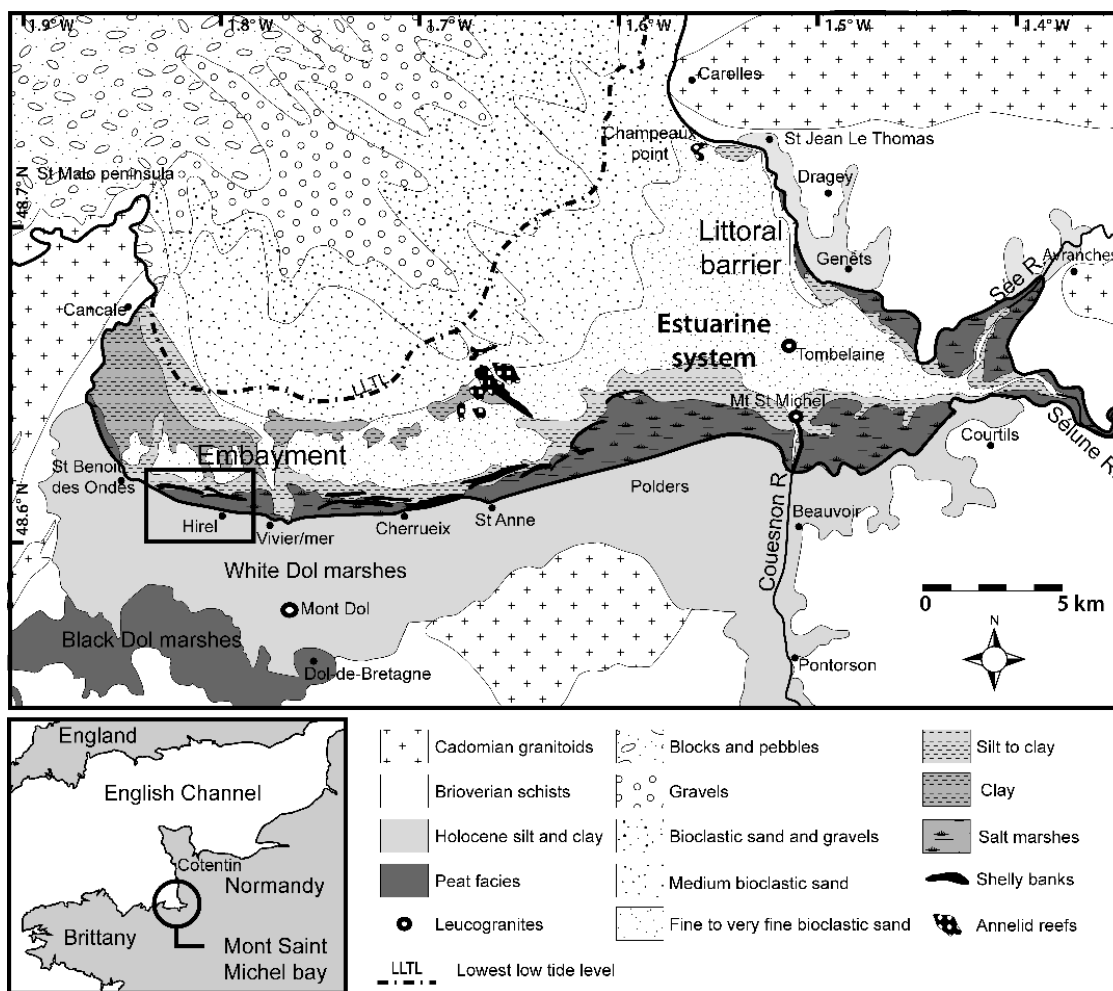 1.9°W
1.8°W
1.7°W
1.6°W
1.5°W
1.4°W
48.7° N
48.6° N
Carolles
Champeaux
point
St Jean Le Thomas
St Malo peninsula
Dragey
Littoral
barrier
Genêts
Avranches
Sée R.
Cancale
Estuarine
system
Tombelaine
LLTL
Mt St Michel
Sélune R.
Courtils
Embayment
St Benoit
des Ondes
Hirel
Vivier/mer
Cherrueix
St Anne
Polders
Beauvoir
Couesnon R.
White Dol marshes
Mont Dol
0 5 km
Black Dol marshes
Dol-de-Bretagne
N
Pontorson
England
English Channel
Cotentin
Normandy
Brittany
Mont Saint
Michel bay
Cadomian granitoids
Brioverian schists
Holocene silt and clay
Peat facies
Leucogranites
LLTL Lowest low tide level
Blocks and pebbles
Gravels
Bioclastic sand and gravels
Medium bioclastic sand
Fine to very fine bioclastic sand
Silt to clay
Clay
Salt marshes
Shelly banks
Annelid reefs